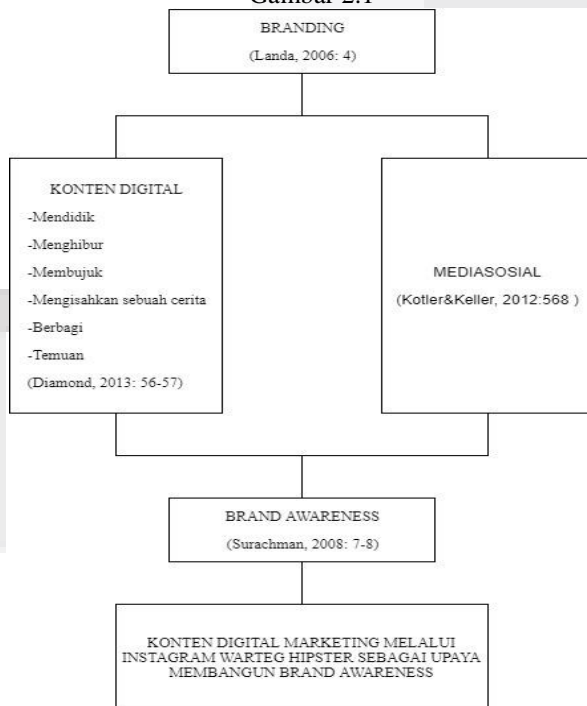 Gambar 2.1
BRANDING
(Landa, 2006: 4)
KONTEN DIGITAL
-Mendidik
-Menghibur
-Membujuk
-Mengisahkan sebuah cerita
-Berbagi
-Temuan
(Diamond, 2013: 56-57)
MEDIASOSIAL
(Kotler&Keller, 2012:568 )
BRAND AWARENESS
(Surachman, 2008: 7-8)
KONTEN DIGITAL MARKETING MELALUI
INSTAGRAM WARTEG HIPSTER SEBAGAI UPAYA
MEMBANGUN BRAND AWARENESS